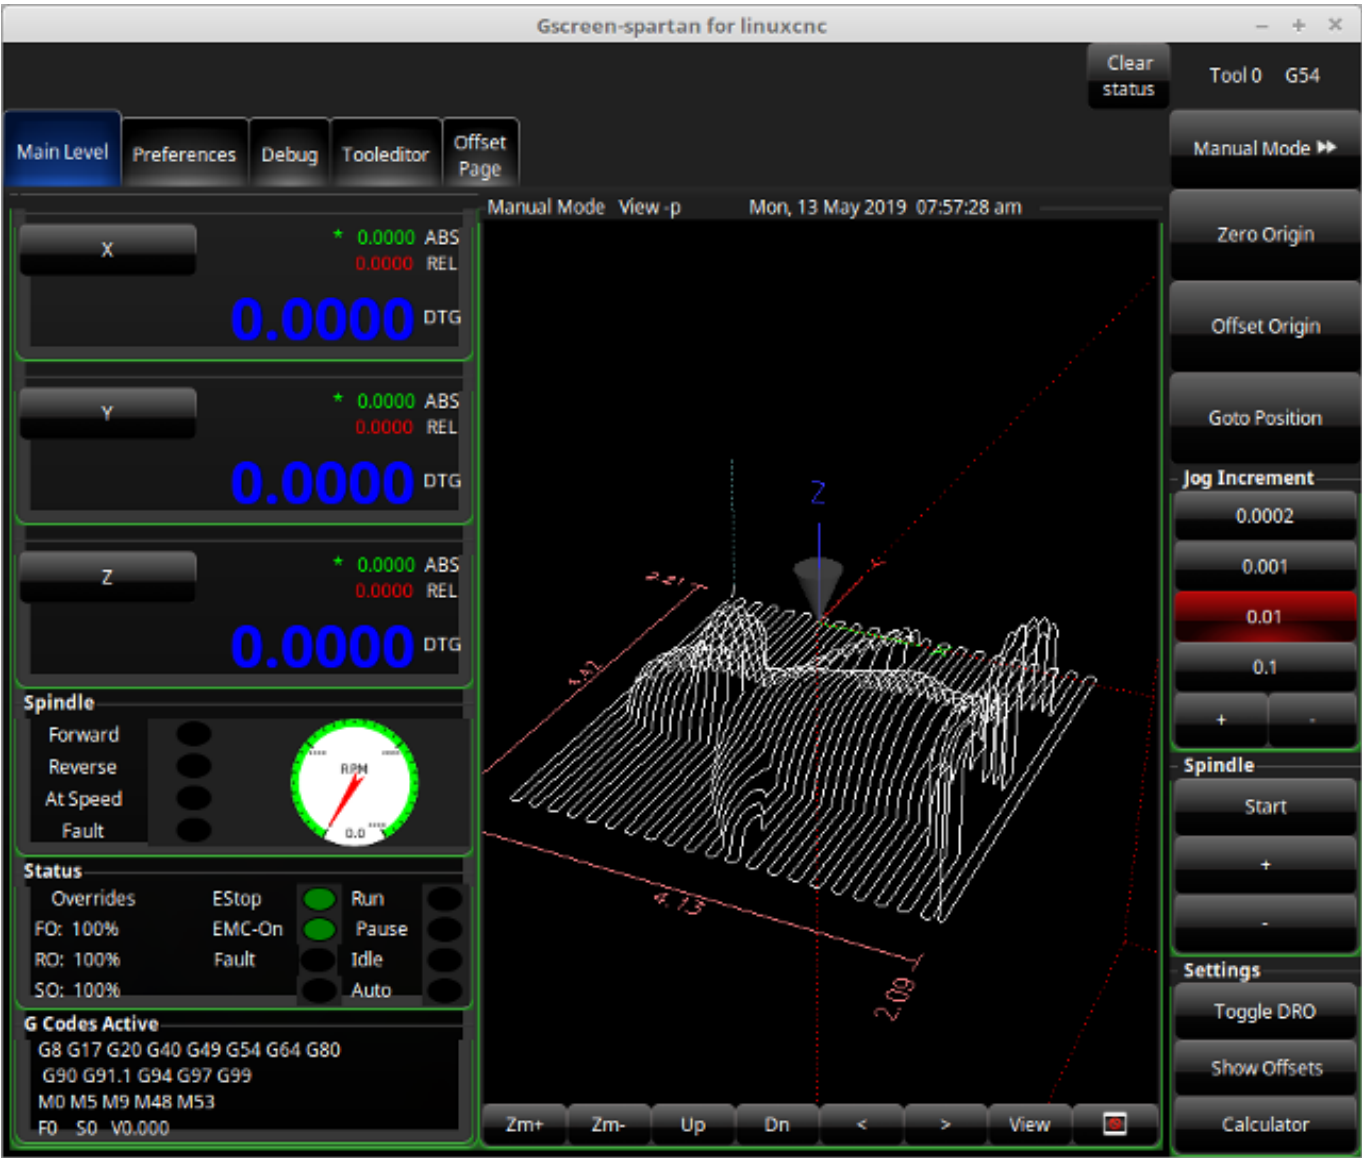 Gscreen-spartan for linuxcnc
Clear
status
Tool 0 G54
Main Level
Preferences
Debug
Tooleditor
Offset
Page
Manual Mode
Manual Mode View -p Mon, 13 May 2019 07:57:28 am
X
* 0.0000 ABS
0.0000 REL
0.0000 DTG
Y
* 0.0000 ABS
0.0000 REL
0.0000 DTG
Z
* 0.0000 ABS
0.0000 REL
0.0000 DTG
Spindle
Forward
Reverse
At Speed
Fault
RPM
0.0
Status
Overrides EStop Run
FO: 100% EMC-On Pause
RO: 100% Fault Idle
SO: 100% Auto
G Codes Active
G8 G17 G20 G40 G49 G54 G64 G80
G90 G91.1 G94 G97 G99
M0 M5 M9 M48 M53
F0 S0 V0.000
Z
4.13
2.09
Zm+ Zm- Up Dn < > View
Zero Origin
Offset Origin
Goto Position
Jog Increment
0.0002
0.001
0.01
0.1
+ -
Spindle
Start
+
-
Settings
Toggle DRO
Show Offsets
Calculator